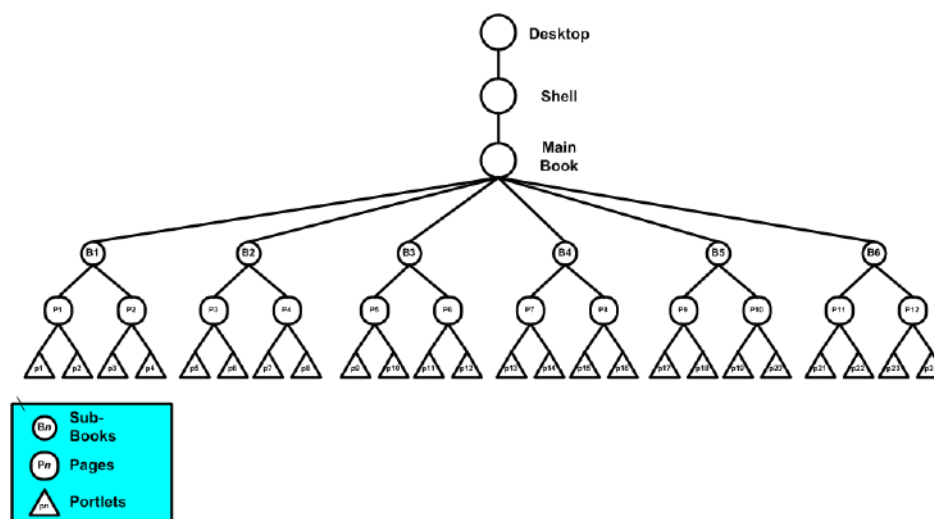 Desktop
Shell
Main
Book
B1 B2 B3 B4 B5 B6
P1 P2 P3 P4 P5 P6 P7 P8 P9 P10 P11 P12
p1 p2 p3 p4 p5 p6 p7 p8 p9 p10 p11 p12 p13 p14 p15 p16 p17 p18 p19 p20 p21 p22 p23
Bn Sub-
Books
Pn Pages
pn Portlets